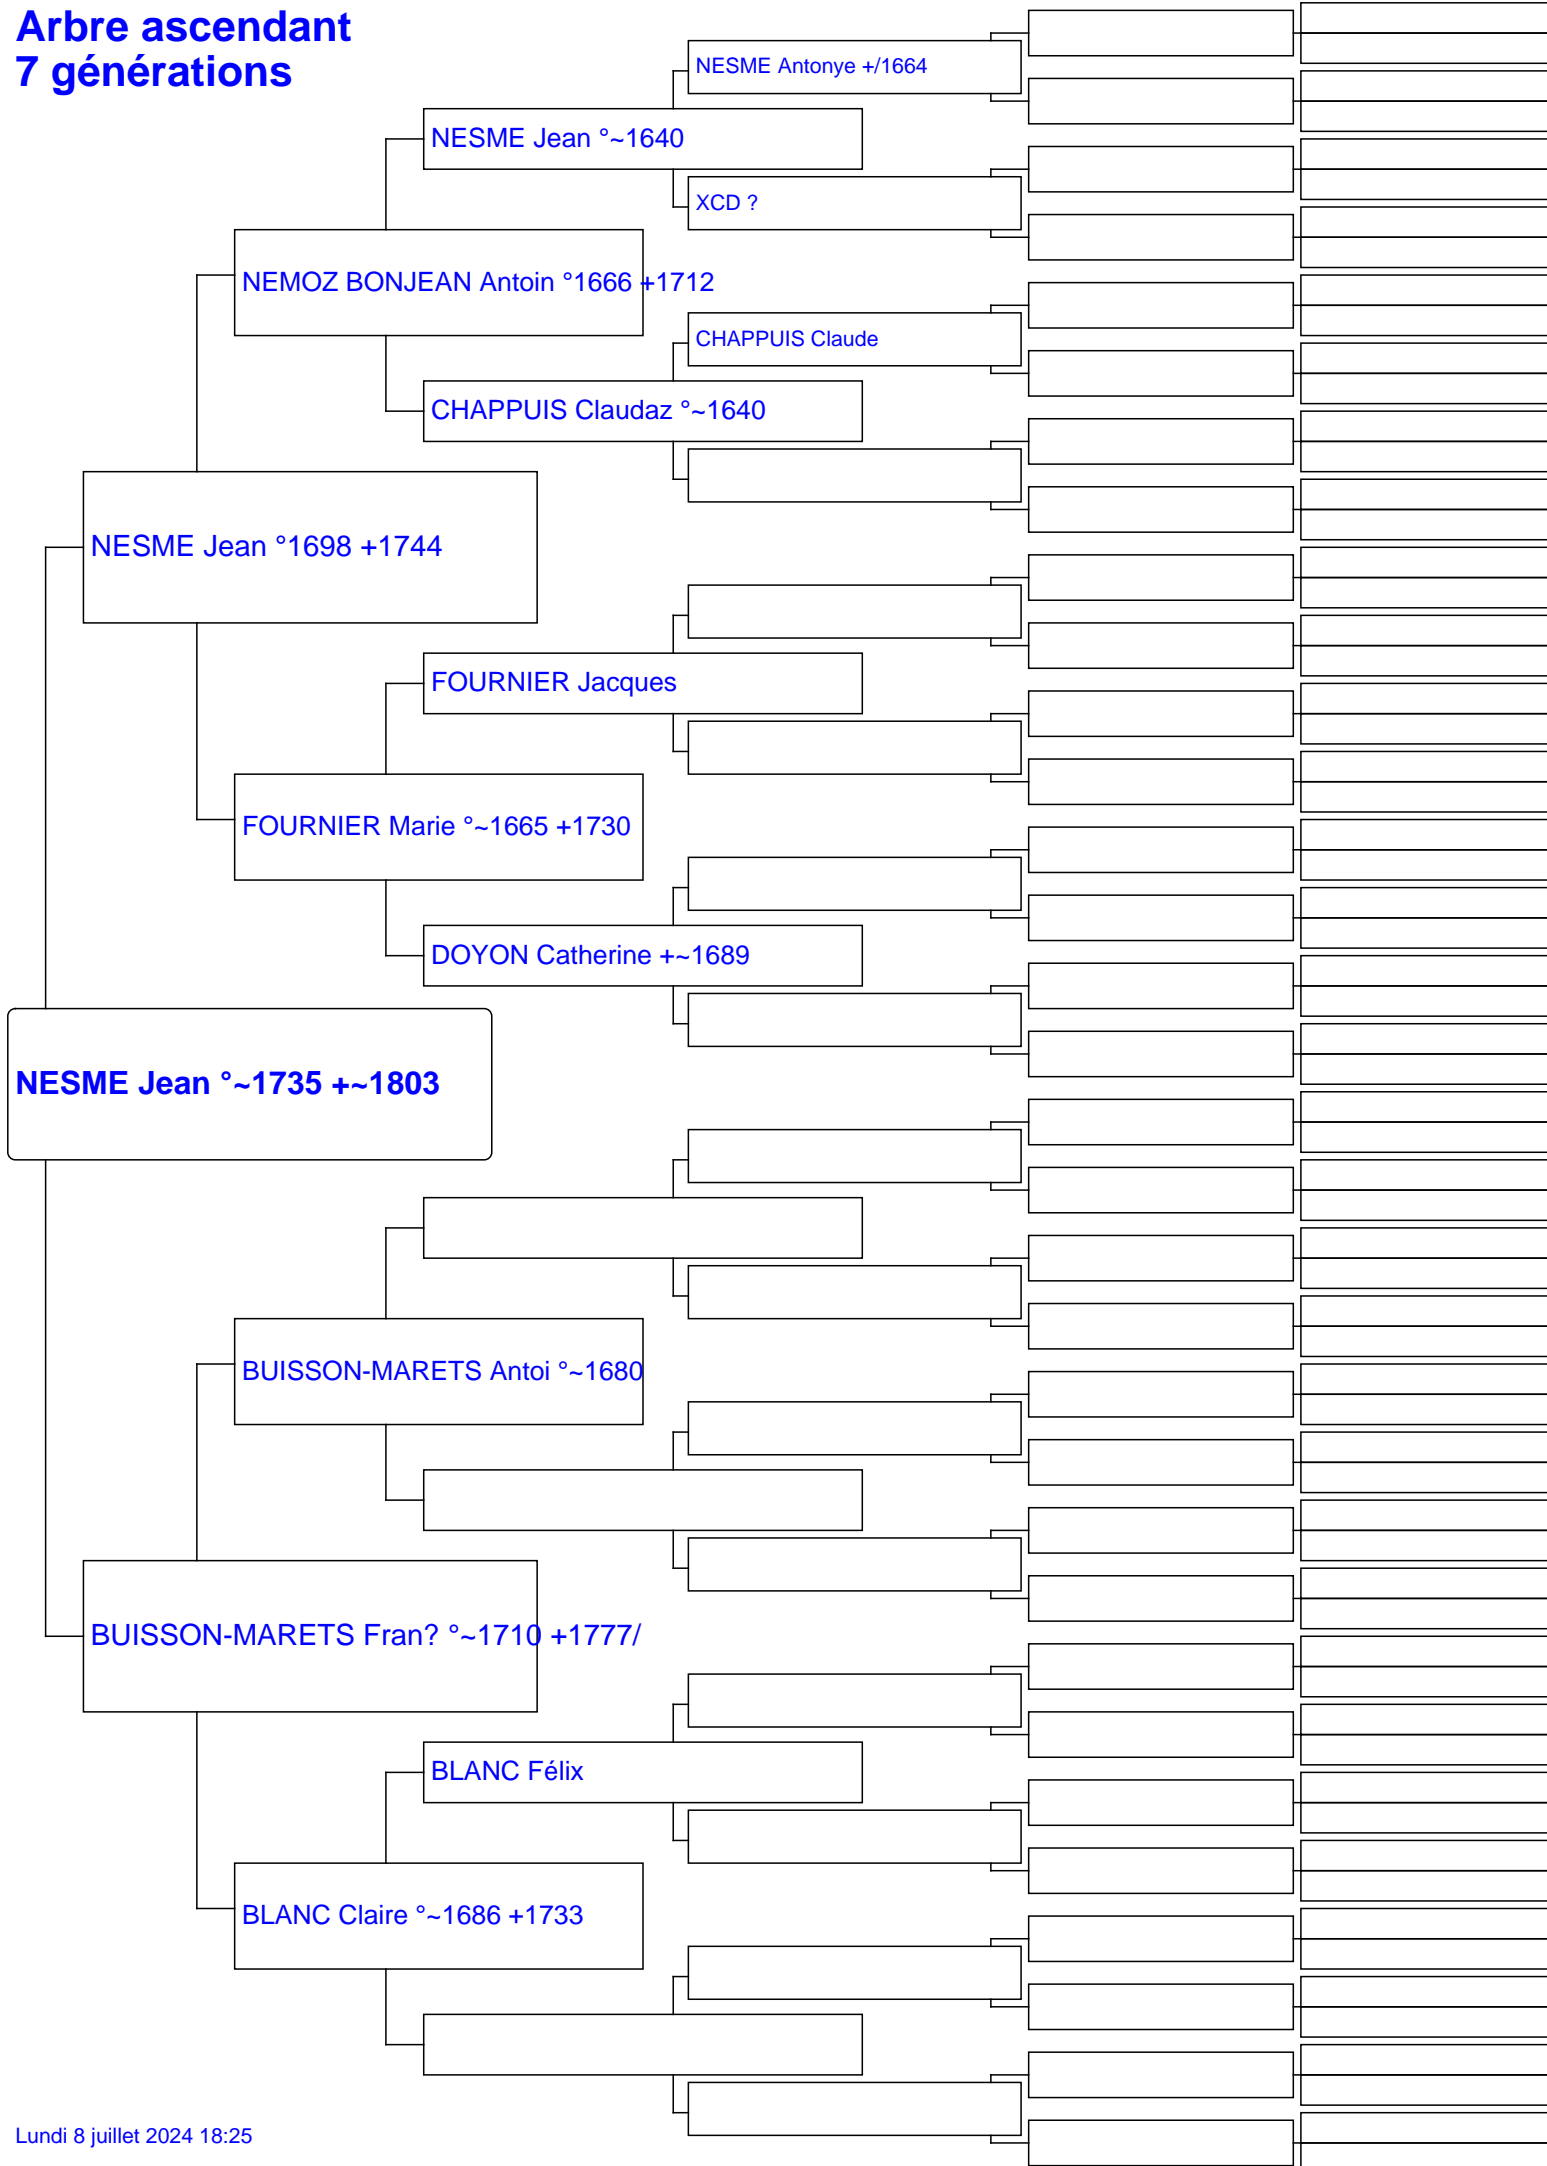 Arbre ascendant
7 générations
NESME Antonye +/1664
NESME Jean °~1640
XCD ?
NEMOZ BONJEAN Antoin °1666 +1712
CHAPPUIS Claude
CHAPPUIS Claudaz °~1640
NESME Jean °1698 +1744
FOURNIER Jacques
FOURNIER Marie °~1665 +1730
DOYON Catherine +~1689
NESME Jean °~1735 +~1803
BUISSON-MARETS Antoi °~1680
BUISSON-MARETS Fran? °~1710 +1777/
BLANC Félix
BLANC Claire °~1686 +1733
Lundi 8 juillet 2024 18:25